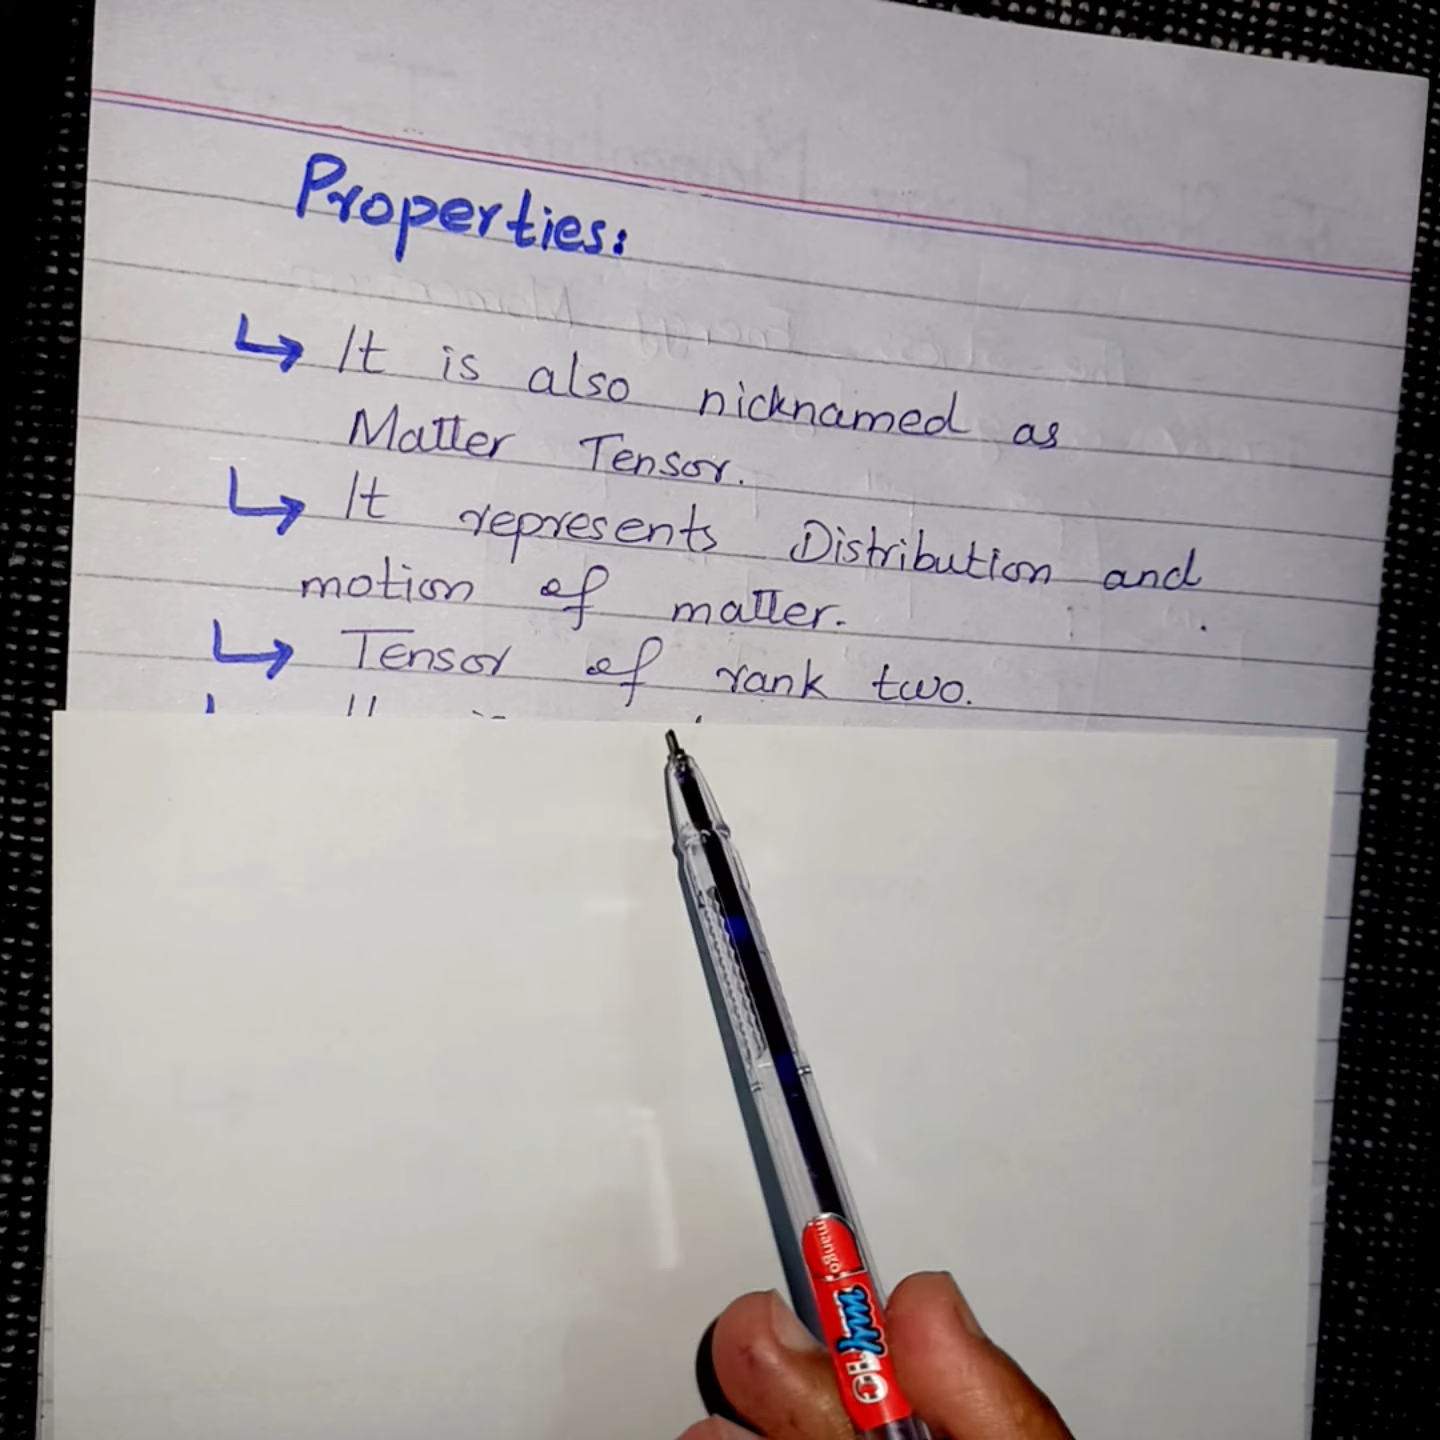 Properties:
↳ It is also nicknamed as
Matter Tensor.
↳ It represents Distribution and
motion of matter.
↳ Tensor of rank two.
mango